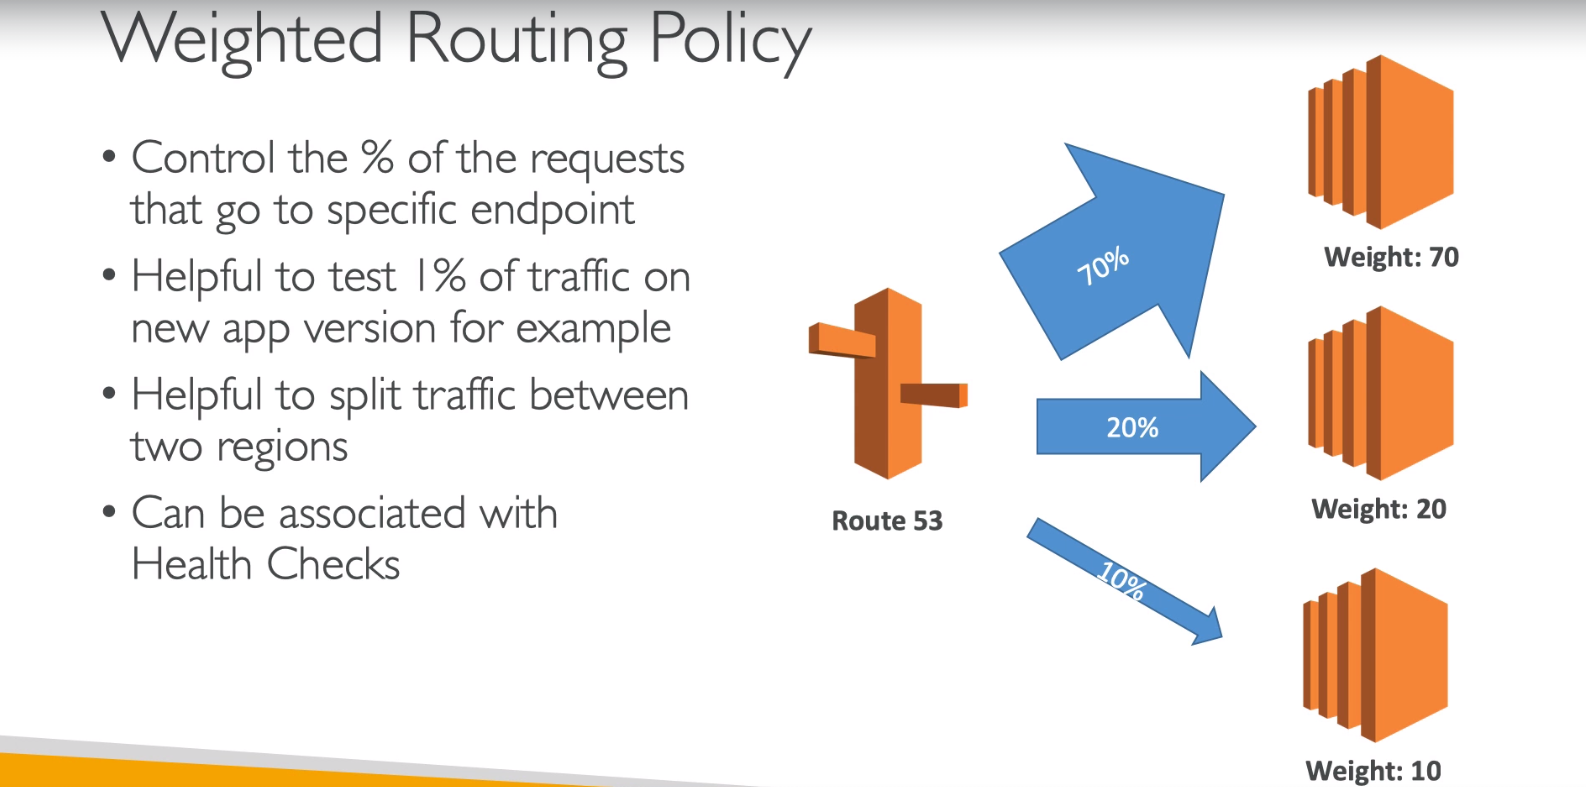 Weighted Routing Policy
• Control the % of the requests
that go to specific endpoint
• Helpful to test 1% of traffic on
new app version for example
• Helpful to split traffic between
two regions
• Can be associated with
Health Checks
Route 53
70%
20%
10%
Weight: 70
Weight: 20
Weight: 10